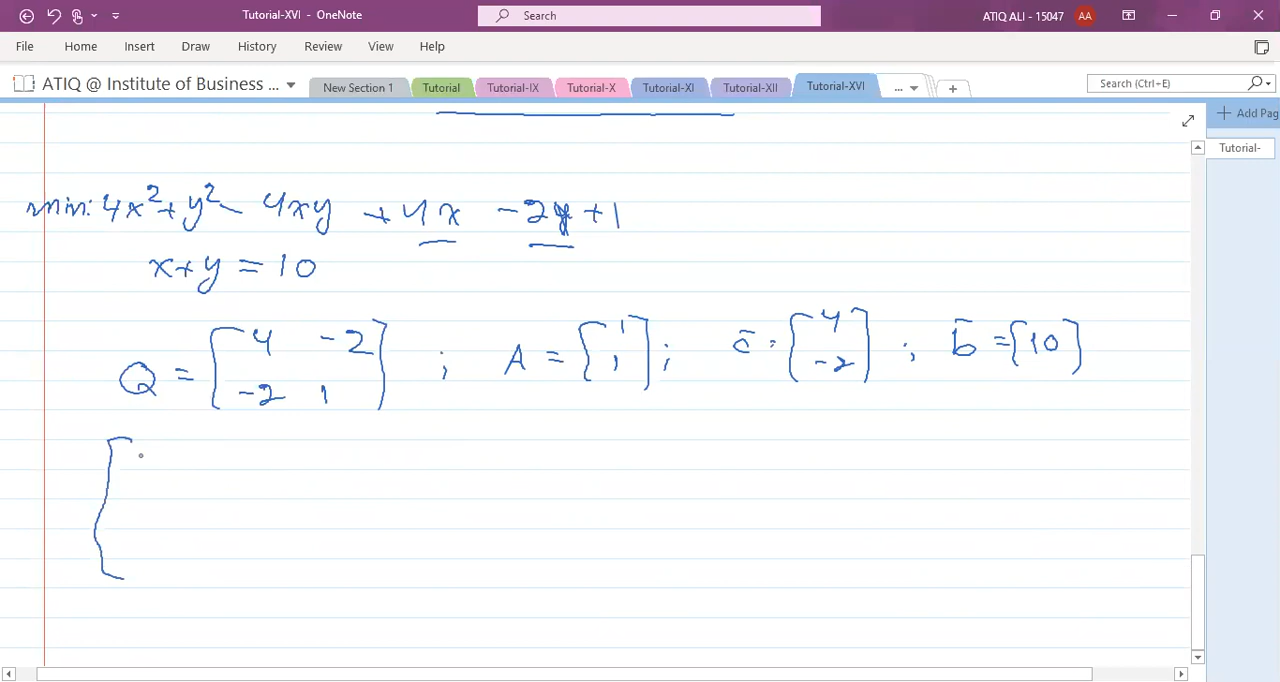 Tutorial-XVI - OneNote
Search
ATIQ ALI - 15047 AA
File Home Insert Draw History Review View Help
ATIQ @ Institute of Business ... New Section 1 Tutorial Tutorial-IX Tutorial-X Tutorial-XI Tutorial-XII Tutorial-XVI ... + Search (Ctrl+E)
+ Add Pag
Tutorial-
min: 4x² + y² - 4xy + 4x - 2y + 1
x + y = 10
Q = [4 -2; -2 1] ; A = [1; 1] ; c̄ = [4; -2] ; b̄ = [10]
[